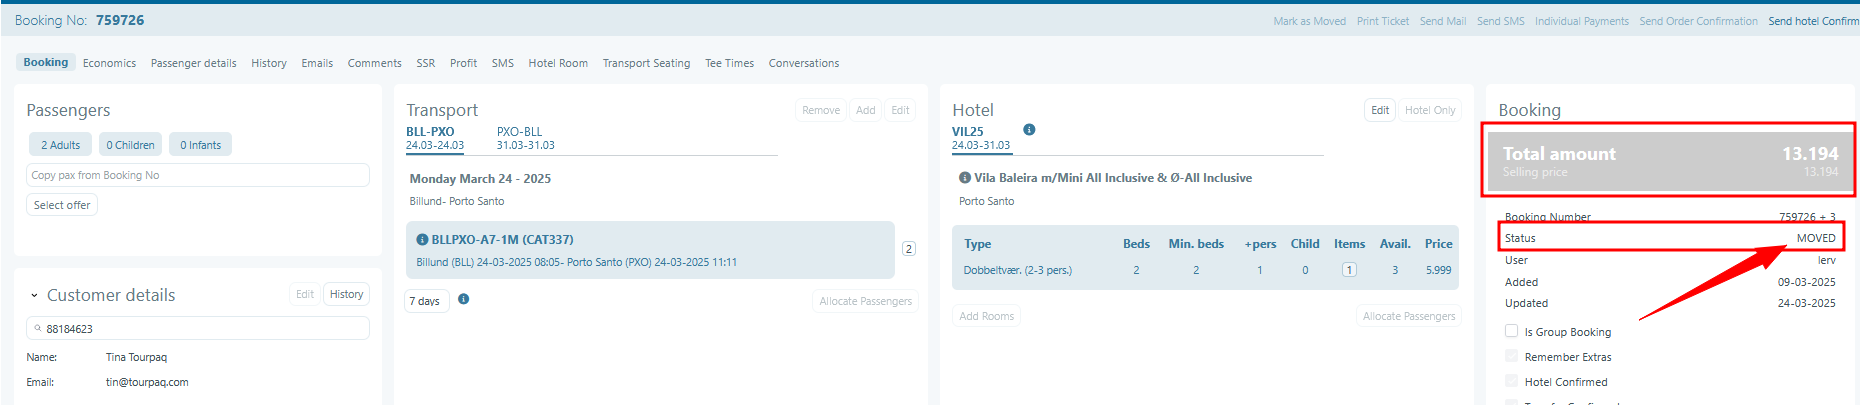 Booking No: 759726
Mark as Moved Print Ticket Send Mail Send SMS Individual Payments Send Order Confirmation Send hotel Confirm
Booking Economics Passenger details History Emails Comments SSR Profit SMS Hotel Room Transport Seating Tee Times Conversations
Passengers
2 Adults 0 Children 0 Infants
Copy pax from Booking No
Select offer
Customer details Edit History
88184623
Name: Tina Tourpaq
Email: tin@tourpaq.com
Transport Remove Add Edit
BLL-PXO PXO-BLL
24.03-24.03 31.03-31.03
Monday March 24 - 2025
Billund- Porto Santo
BLLPXO-A7-1M (CAT337)
Billund (BLL) 24-03-2025 08:05- Porto Santo (PXO) 24-03-2025 11:11
2
7 days Allocate Passengers
Hotel Edit Hotel Only
VIL25
24.03-31.03
Vila Baleira m/Mini All Inclusive & Ø-All Inclusive
Porto Santo
Type Beds Min. beds +pers Child Items Avail. Price
Dobbeltvær. (2-3 pers.) 2 2 1 0 1 3 5.999
Add Rooms Allocate Passengers
Booking
Total amount 13.194
Selling price 13.194
Booking Number 759726 + 3
Status MOVED
User lerv
Added 09-03-2025
Updated 24-03-2025
Is Group Booking
Remember Extras
Hotel Confirmed